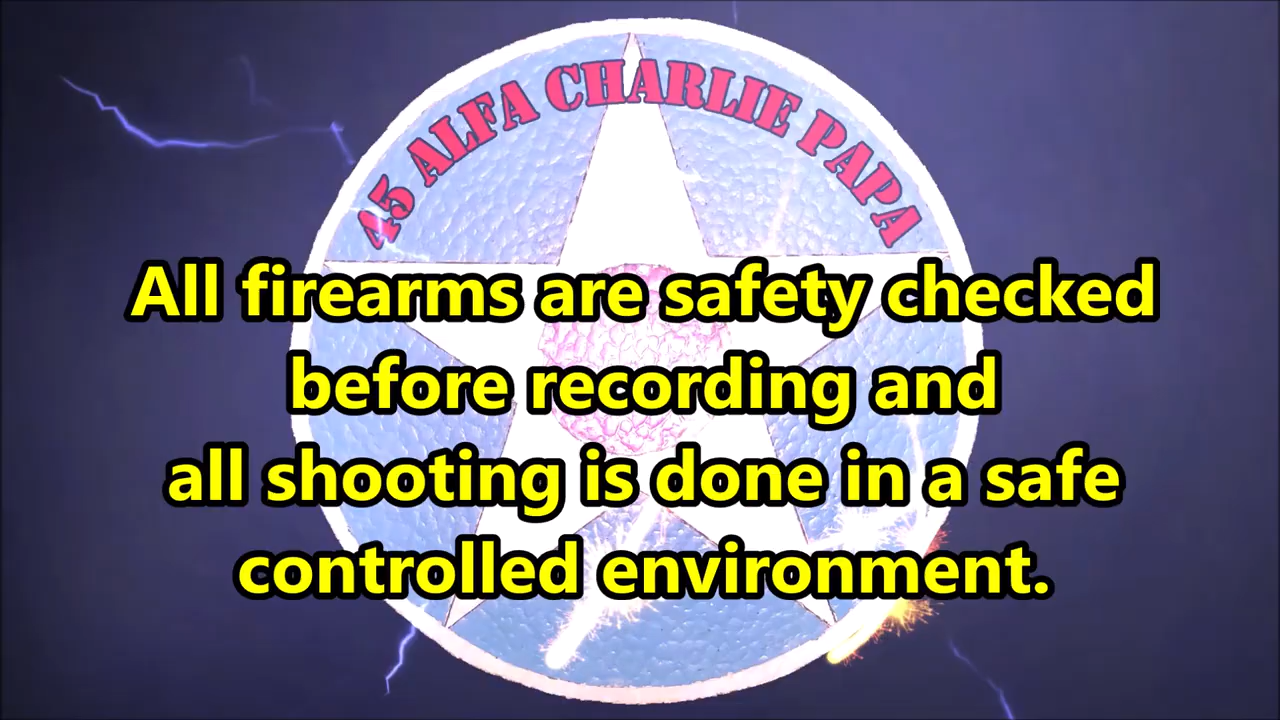 45 ALFA CHARLIE PAPA
All firearms are safety checked
before recording and
all shooting is done in a safe
controlled environment.